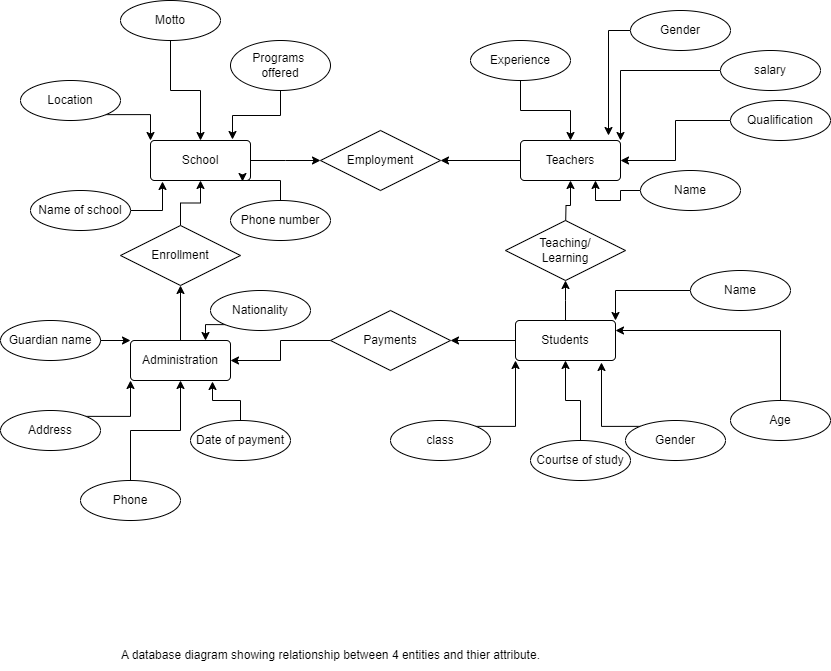 Motto
Gender
Programs
offered
Experience
salary
Location
Qualification
School
Employment
Teachers
Name
Name of school
Phone number
Enrollment
Teaching/
Learning
Name
Nationality
Guardian name
Payments
Students
Administration
Address
Date of payment
class
Gender
Age
Courtse of study
Phone
A database diagram showing relationship between 4 entities and thier attribute.